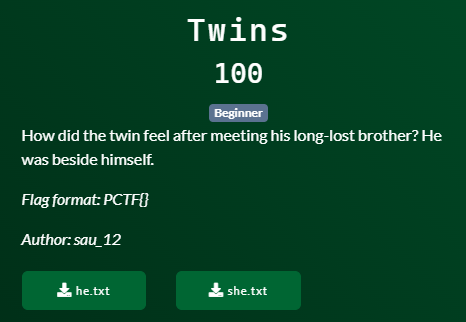 Twins
100
Beginner
How did the twin feel after meeting his long-lost brother? He
was beside himself.
Flag format: PCTF{}
Author: sau_12
he.txt she.txt